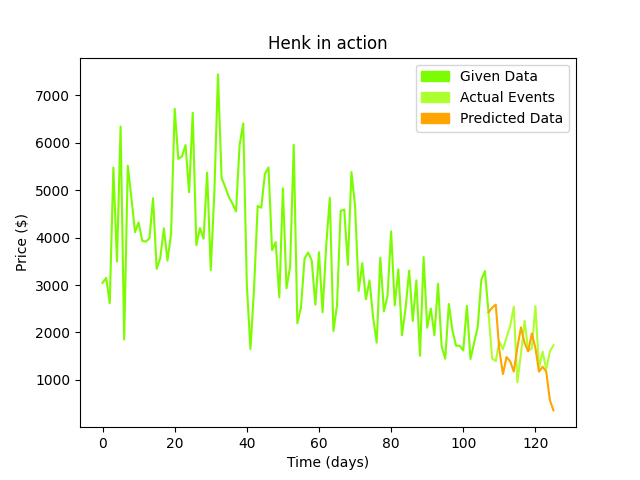 Henk in action
Given Data
Actual Events
Predicted Data
Price ($)
7000
6000
5000
4000
3000
2000
1000
0 20 40 60 80 100 120
Time (days)